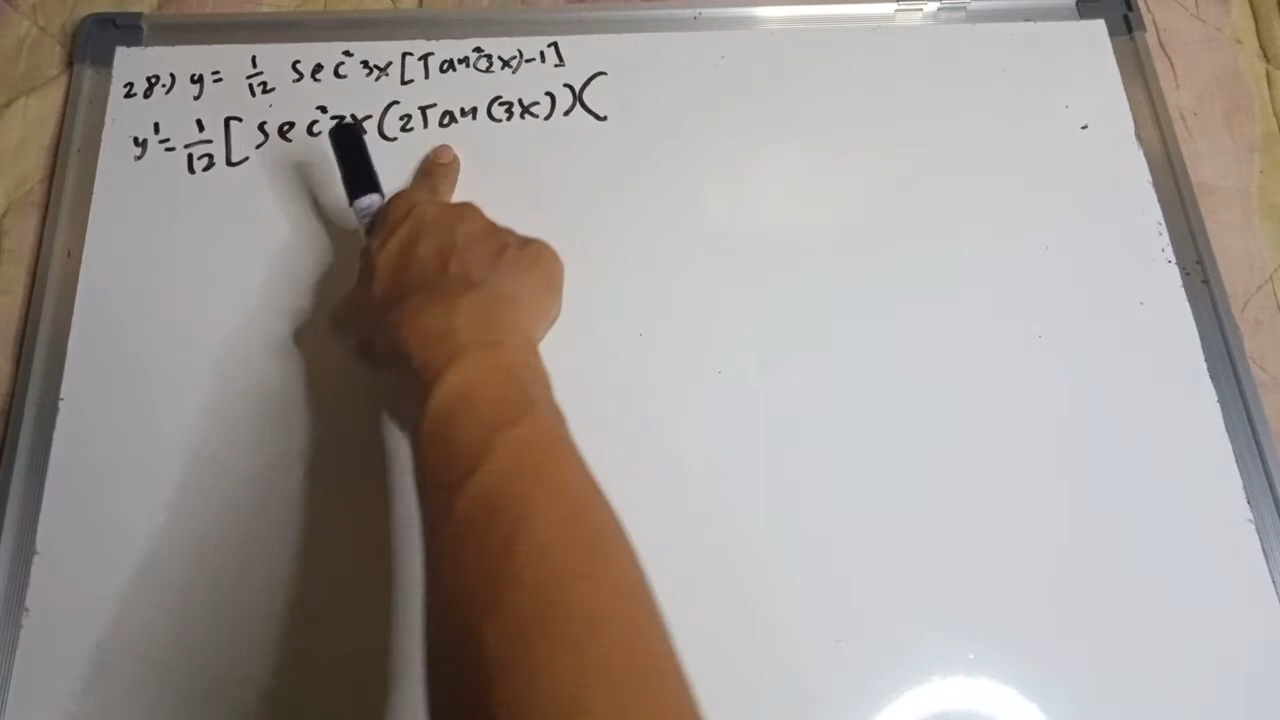 28.) y = 1/12 sec²3x [Tan²(3x)-1]
y' = 1/12 [sec²3x (2Tan(3x))(